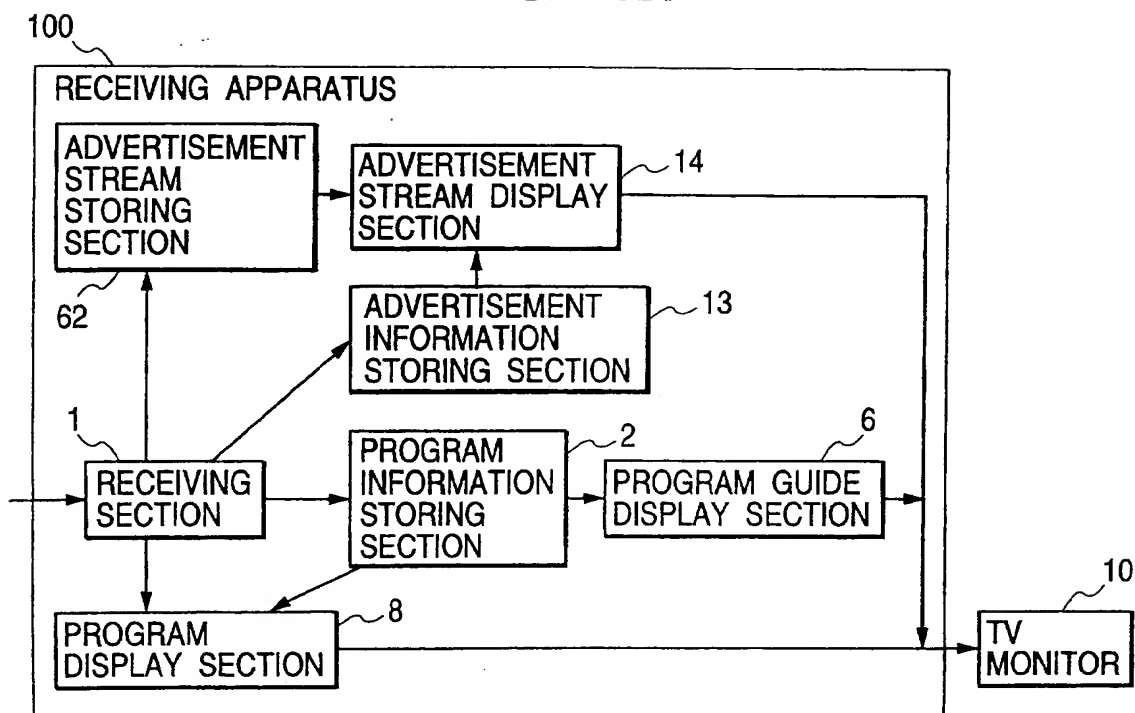 100
RECEIVING APPARATUS
ADVERTISEMENT
STREAM
STORING
SECTION
62
ADVERTISEMENT
STREAM DISPLAY
SECTION
14
ADVERTISEMENT
INFORMATION
STORING SECTION
13
1
RECEIVING
SECTION
PROGRAM
INFORMATION
STORING
SECTION
2
PROGRAM GUIDE
DISPLAY SECTION
6
PROGRAM
DISPLAY SECTION
8
TV
MONITOR
10